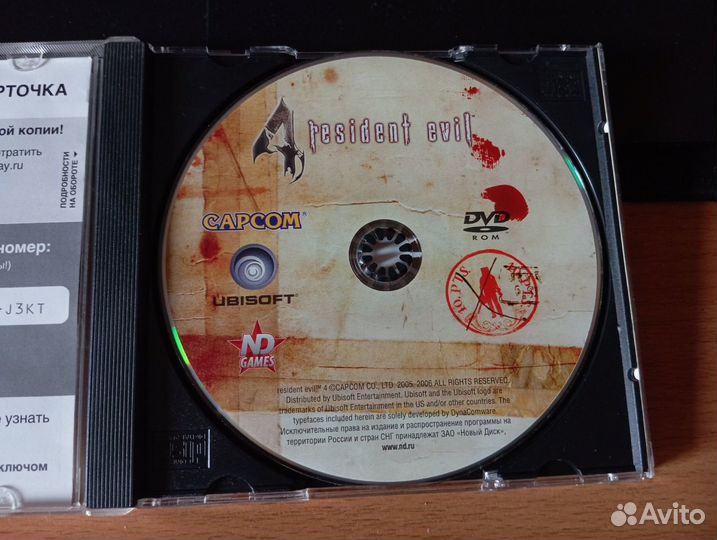 РТОЧКА
ой копии!
отратить
ay.ru
ПОДРОБНОСТИ
НА ОБОРОТЕ
номер:
ы!)
-J3KT
е узнать
ключом
4 resident evil™
CAPCOM®
DVD
ROM
UBISOFT
ND
GAMES
esident evil™ 4 ©CAPCOM CO., LTD. 2005, 2006 ALL RIGHTS RESERVED.
Distributed by Ubisoft Entertainment. Ubisoft and the Ubisoft logo are
trademarks of Ubisoft Entertainment in the US and/or other countries. The
typefaces included herein are solely developed by DynaComware.
Исключительные права на издание и распространение программы на
территории России и стран СНГ принадлежат ЗАО «Новый Диск»,
www.nd.ru
Avito